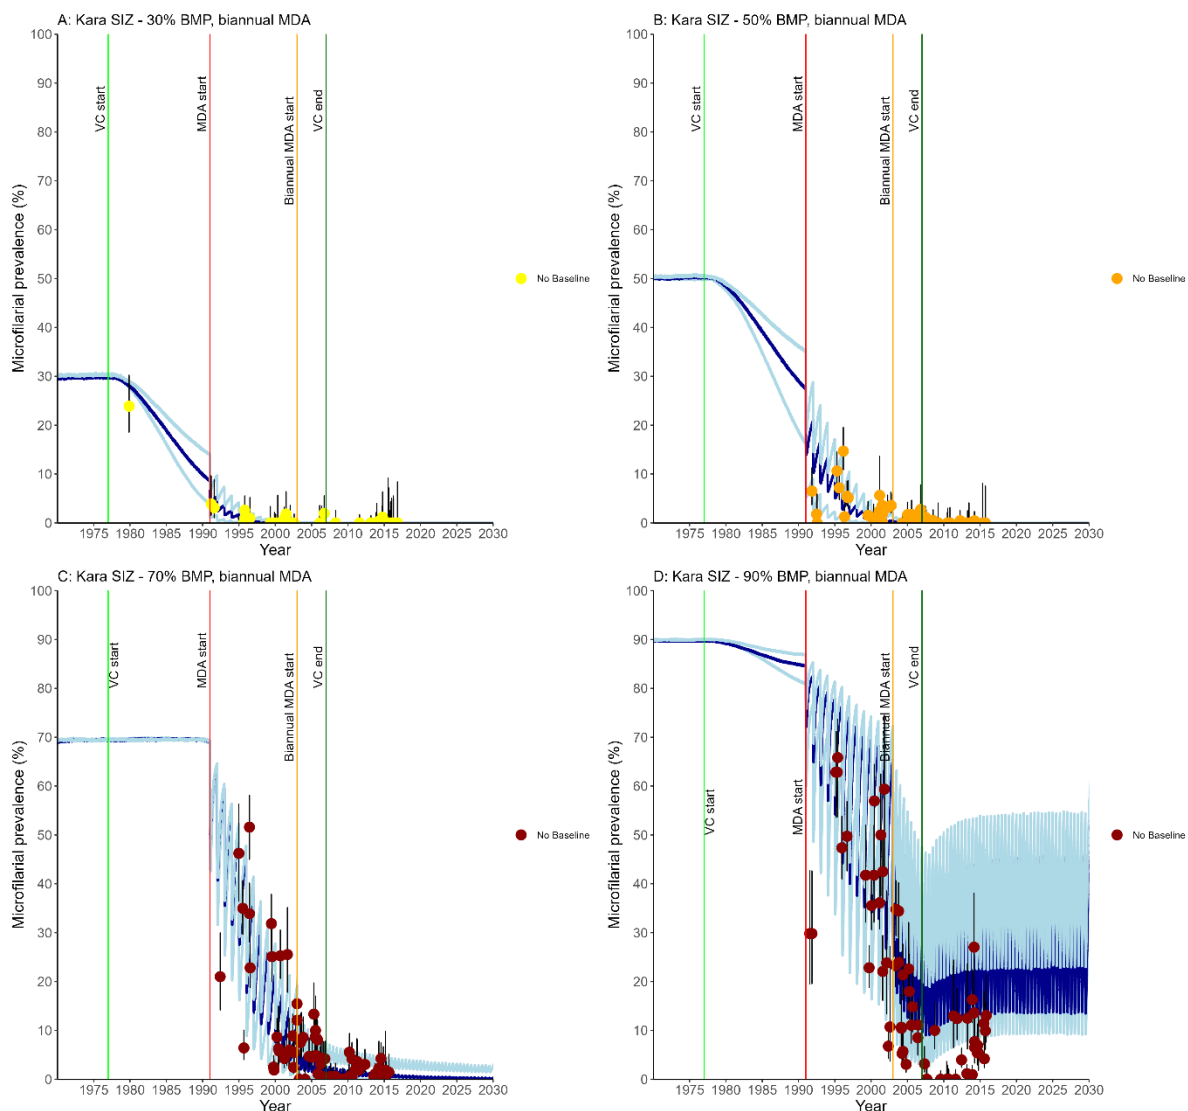 A: Kara SIZ - 30% BMP, biannual MDA
100
90
80
70
60
50
40
30
20
10
0
Microfilarial prevalence (%)
VC start
MDA start
Biannual MDA start
VC end
1975 1980 1985 1990 1995 2000 2005 2010 2015 2020 2025 2030
Year
No Baseline
B: Kara SIZ - 50% BMP, biannual MDA
100
90
80
70
60
50
40
30
20
10
0
Microfilarial prevalence (%)
VC start
MDA start
Biannual MDA start
VC end
1975 1980 1985 1990 1995 2000 2005 2010 2015 2020 2025 2030
Year
No Baseline
C: Kara SIZ - 70% BMP, biannual MDA
100
90
80
70
60
50
40
30
20
10
0
Microfilarial prevalence (%)
VC start
MDA start
Biannual MDA start
VC end
1975 1980 1985 1990 1995 2000 2005 2010 2015 2020 2025 2030
Year
No Baseline
D: Kara SIZ - 90% BMP, biannual MDA
100
90
80
70
60
50
40
30
20
10
0
Microfilarial prevalence (%)
VC start
MDA start
Biannual MDA start
VC end
1975 1980 1985 1990 1995 2000 2005 2010 2015 2020 2025 2030
Year
No Baseline